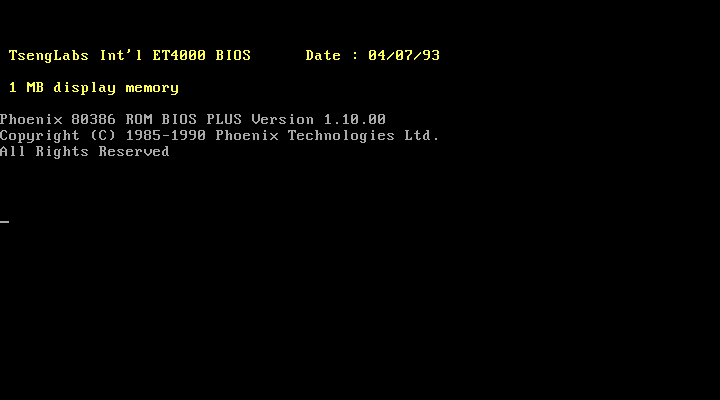 TsengLabs Int'l ET4000 BIOS Date : 04/07/93
1 MB display memory
Phoenix 80386 ROM BIOS PLUS Version 1.10.00
Copyright (C) 1985-1990 Phoenix Technologies Ltd.
All Rights Reserved